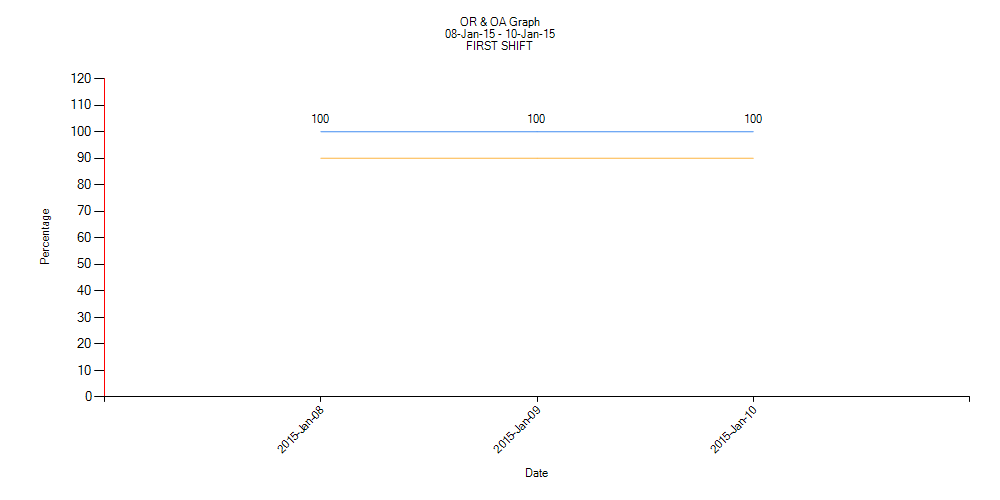 OR & OA Graph
08-Jan-15 - 10-Jan-15
FIRST SHIFT
120
110
100
90
80
70
60
50
40
30
20
10
0
100 100 100
Percentage
2015-Jan-08 2015-Jan-09 2015-Jan-10
Date